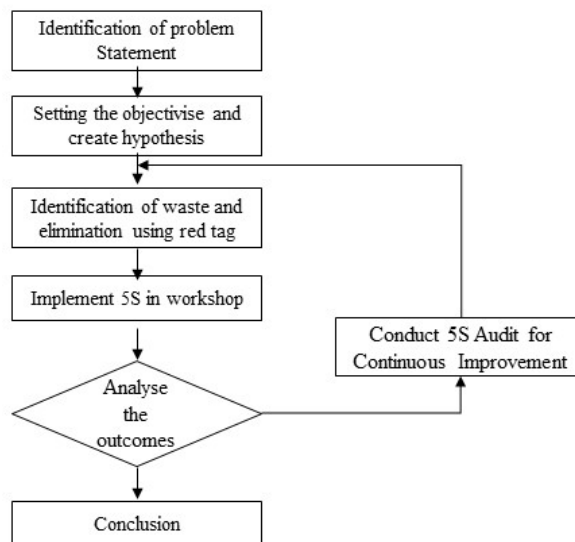 Identification of problem
Statement
Setting the objectivise and
create hypothesis
Identification of waste and
elimination using red tag
Implement 5S in workshop
Conduct 5S Audit for
Continuous Improvement
Analyse
the
outcomes
Conclusion